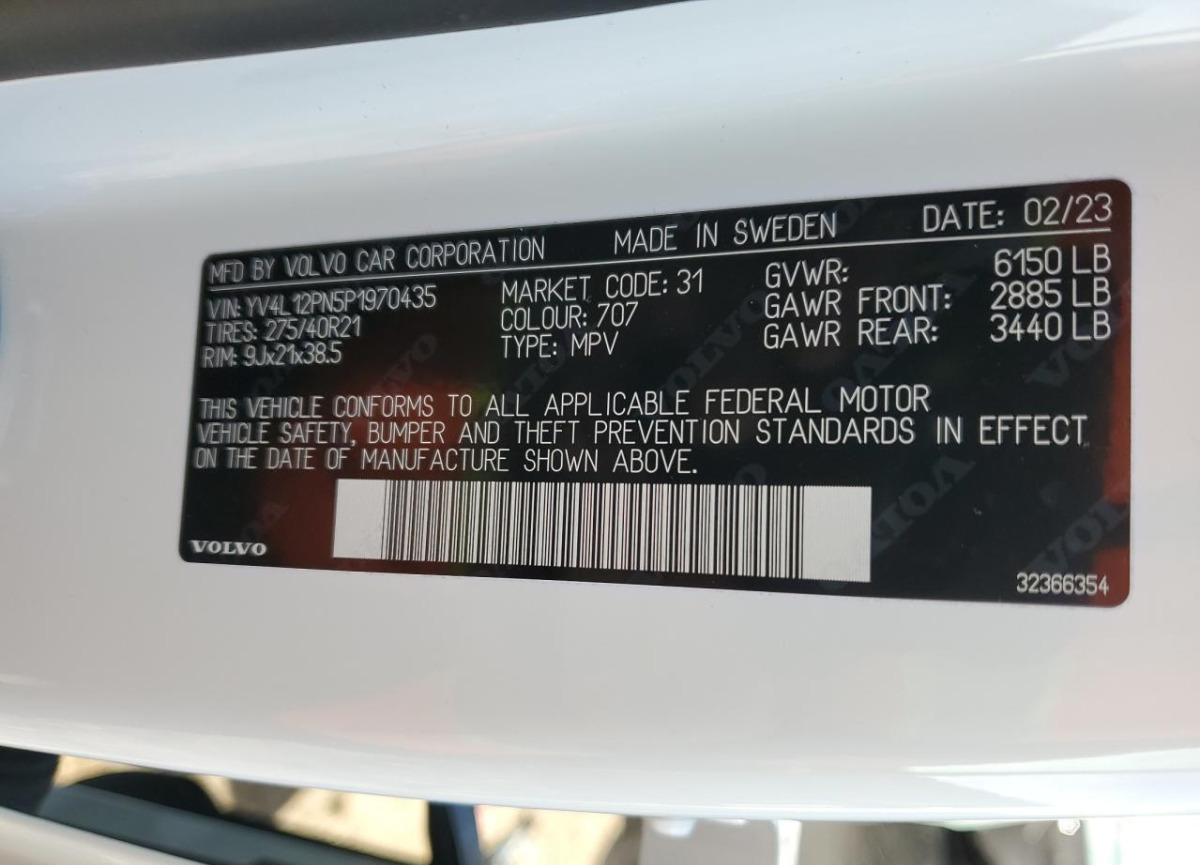 MFD BY VOLVO CAR CORPORATION MADE IN SWEDEN DATE: 02/23
VIN: YV4L12PN5P1970435 MARKET CODE: 31 GVWR: 6150 LB
TIRES: 275/40R21 COLOUR: 707 GAWR FRONT: 2885 LB
RIM: 9Jx21x38.5 TYPE: MPV GAWR REAR: 3440 LB
THIS VEHICLE CONFORMS TO ALL APPLICABLE FEDERAL MOTOR
VEHICLE SAFETY, BUMPER AND THEFT PREVENTION STANDARDS IN EFFECT
ON THE DATE OF MANUFACTURE SHOWN ABOVE.
VOLVO
32366354